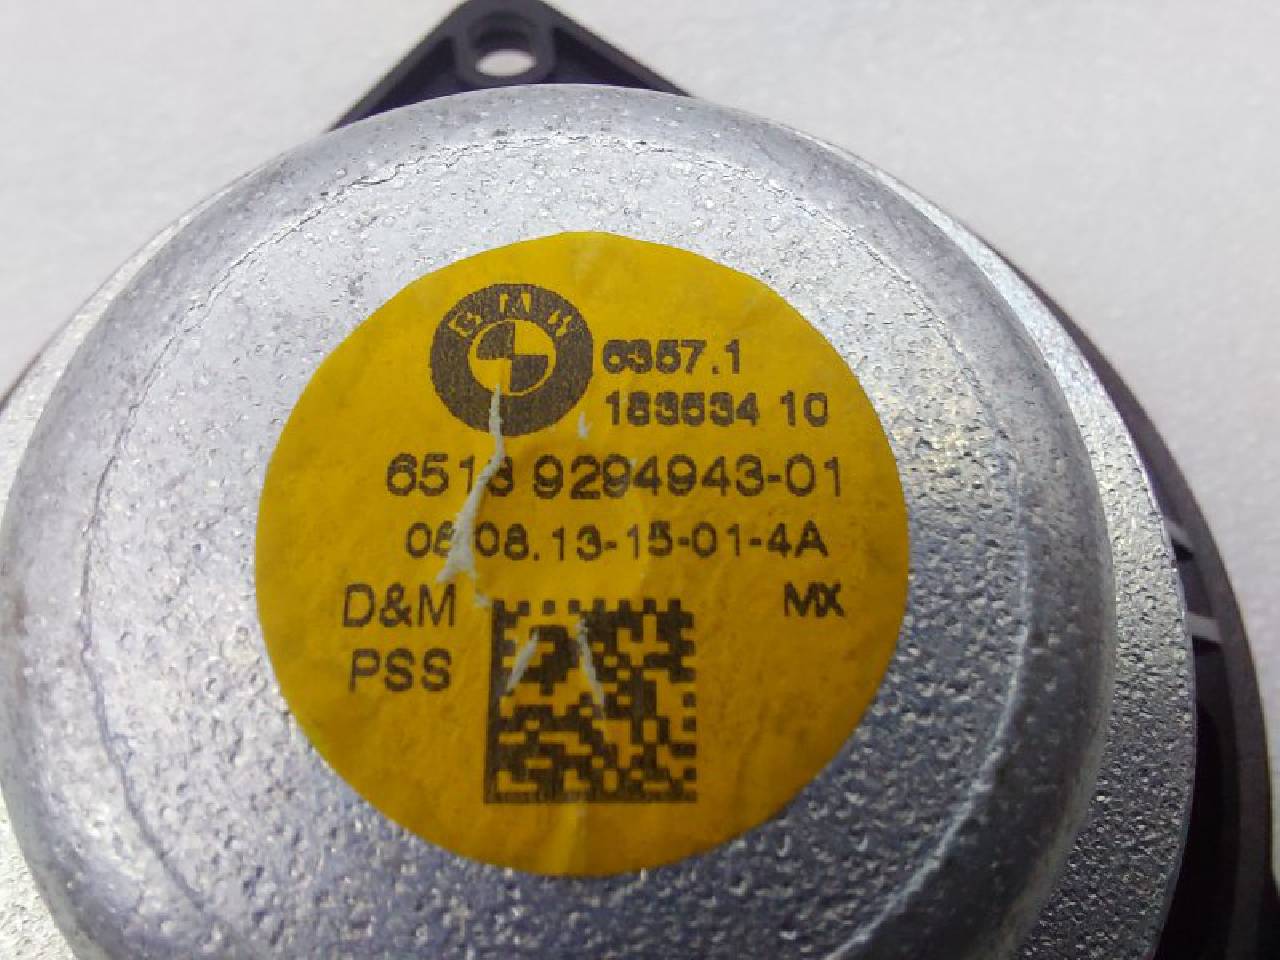 BMW
6357.1
183534 10
6513 9294943-01
08.08.13-15-01-4A
D&M
MX
PSS